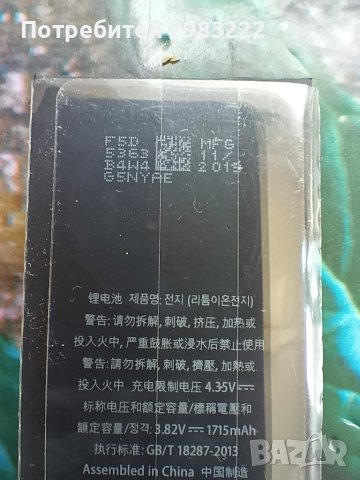 Потребител 1983222
F5D
5363
B4W4
G5NYAE
MFG
11/
2015
锂电池 제품명: 전지 (리튬이온전지)
警告: 请勿拆解, 刺破, 挤压, 加热或
投入火中, 严重鼓胀或浸水后禁止使用
警告: 請勿拆解, 刺破, 擠壓, 加熱或
投入火中 充电限制电压 4.35V
标称电压和额定容量/標稱電壓和
額定容量/정격: 3.82V 1715mAh
执行标准: GB/T 18287-2013
Assembled in China 中国制造
bazar